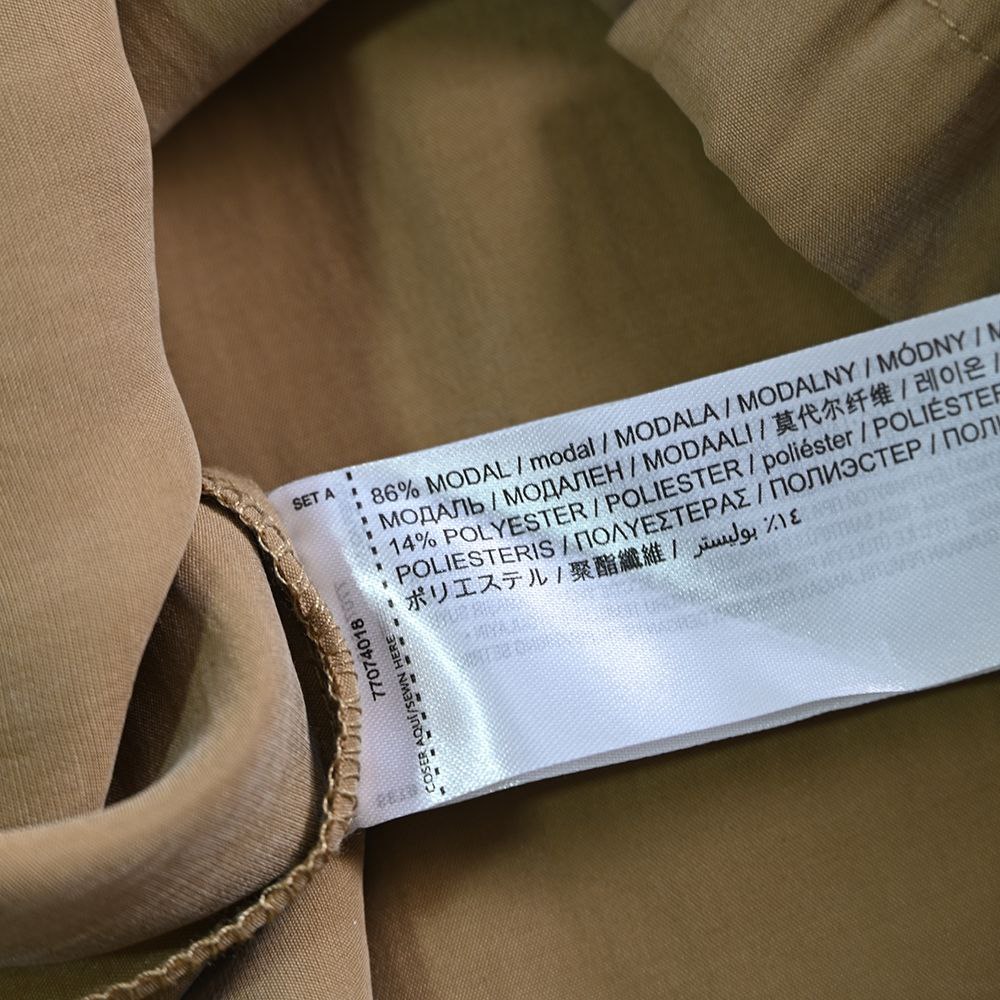 SET A
86% MODAL / modal / MODALA / MODALNY / MÓDNY / M
МОДАЛЬ / МОДАЛЕН / MODAALI / 莫代尔纤维 / 레이온 /
14% POLYESTER / POLIESTER / poliéster / POLIÉSTER
POLIESTERIS / ΠΟΛΥΕΣΤΕΡΑΣ / ПОЛИЭСТЕР / ПОЛИ
ポリエステル / 聚酯纖維 / ١٤٪ بوليستر
77074018
COSER AQUÍ/SEWN HERE